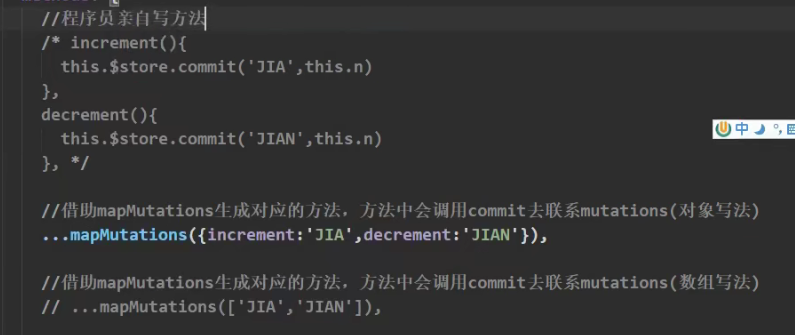 //程序员亲自写方法
/* increment(){
this.$store.commit('JIA',this.n)
},
decrement(){
this.$store.commit('JIAN',this.n)
}, */
中
//借助mapMutations生成对应的方法，方法中会调用commit去联系mutations(对象写法)
...mapMutations({increment:'JIA',decrement:'JIAN'}),
//借助mapMutations生成对应的方法，方法中会调用commit去联系mutations(数组写法)
// ...mapMutations(['JIA','JIAN']),